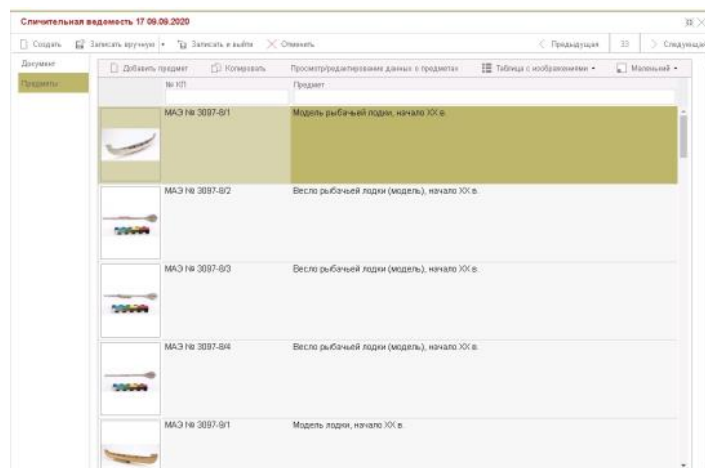 Сличительная ведомость 17 09.09.2020
Создать Записать вручную Записать и выйти Отменить Предыдущая 33 Следующая
Документ
Добавить предмет Копировать Просмотр/редактирование данных о предметах Таблица с изображениями Маленький
Предметы
№ КП Предмет
МАЭ № 3097-8/1 Модель рыбачьей лодки, начало XX в.
МАЭ № 3097-8/2 Весло рыбачьей лодки (модель), начало XX в.
МАЭ № 3097-8/3 Весло рыбачьей лодки (модель), начало XX в.
МАЭ № 3097-8/4 Весло рыбачьей лодки (модель), начало XX в.
МАЭ № 3097-9/1 Модель лодки, начало XX в.